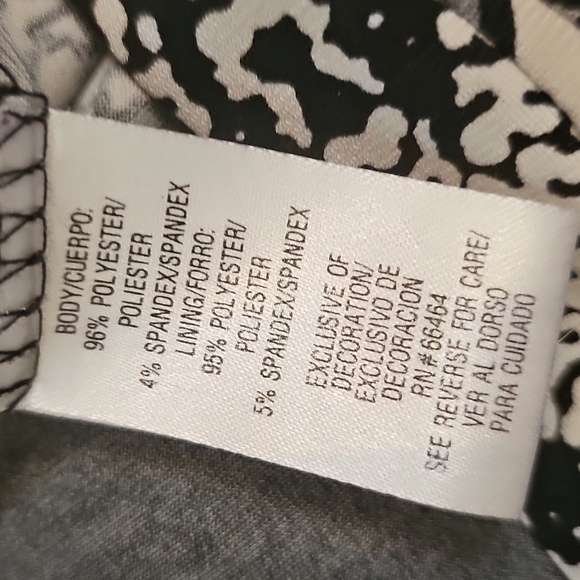 BODY/CUERPO:
96% POLYESTER/
POLIESTER
4% SPANDEX/SPANDEX
LINING/FORRO:
95% POLYESTER/
POLIESTER
5% SPANDEX/SPANDEX
EXCLUSIVE OF
DECORATION/
EXCLUSIVO DE
DECORACION
RN# 66464
SEE REVERSE FOR CARE/
VER AL DORSO
PARA CUIDADO